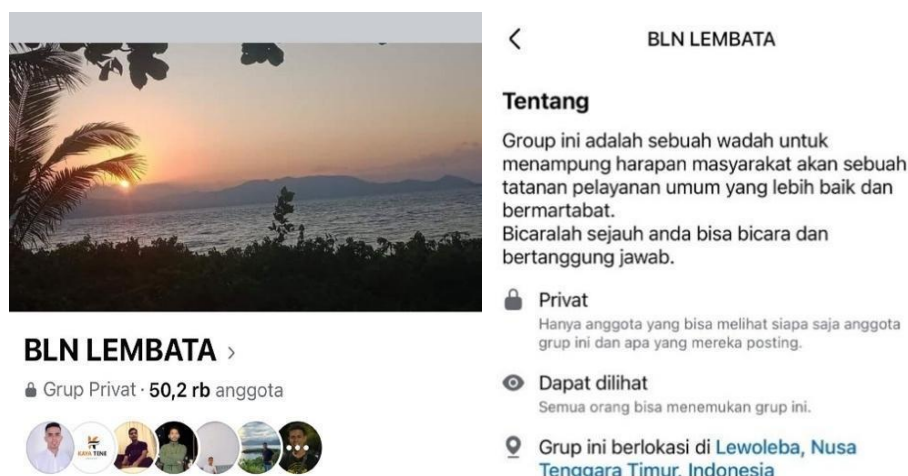 BLN LEMBATA >
Grup Privat · 50,2 rb anggota
KAYA TENE
BLN LEMBATA
Tentang
Group ini adalah sebuah wadah untuk
menampung harapan masyarakat akan sebuah
tatanan pelayanan umum yang lebih baik dan
bermartabat.
Bicaralah sejauh anda bisa bicara dan
bertanggung jawab.
Privat
Hanya anggota yang bisa melihat siapa saja anggota
grup ini dan apa yang mereka posting.
Dapat dilihat
Semua orang bisa menemukan grup ini.
Grup ini berlokasi di Lewoleba, Nusa
Tenggara Timur, Indonesia